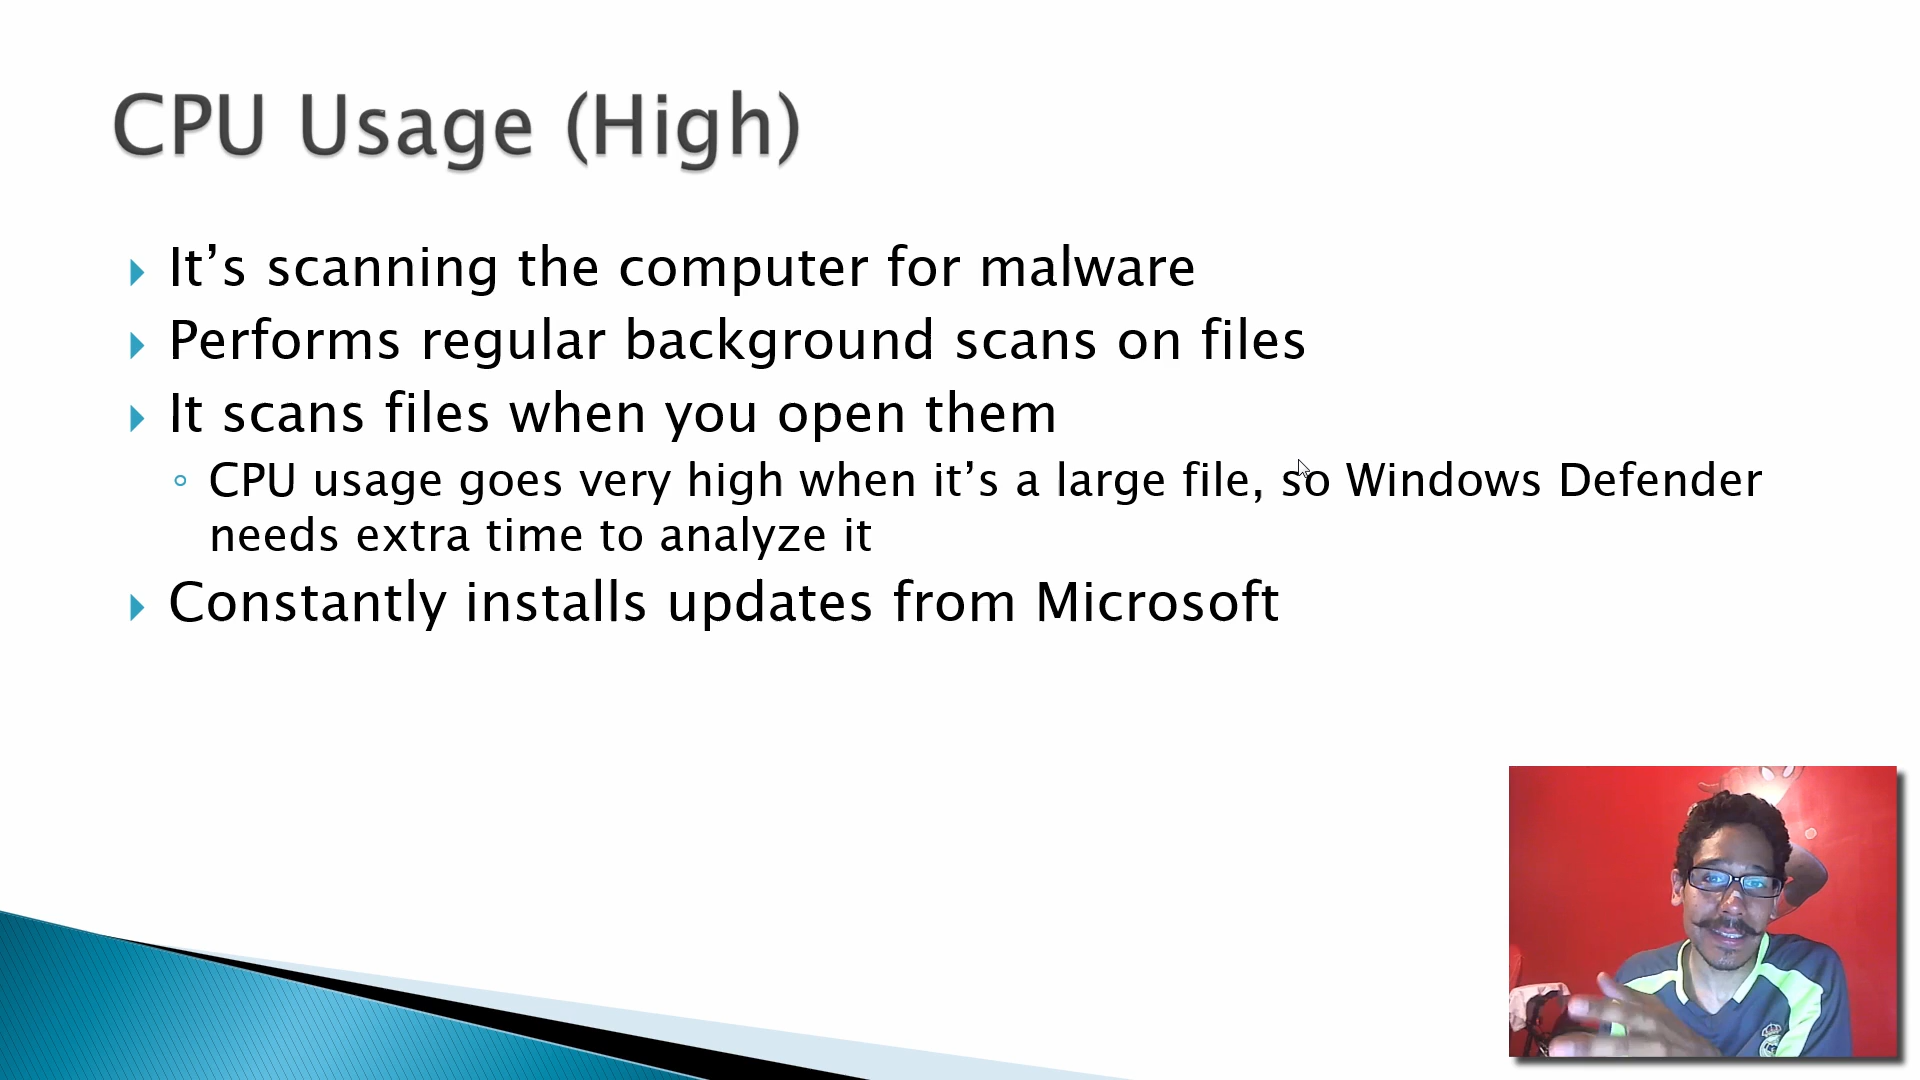 CPU Usage (High)
It’s scanning the computer for malware
Performs regular background scans on files
It scans files when you open them
CPU usage goes very high when it’s a large file, so Windows Defender
needs extra time to analyze it
Constantly installs updates from Microsoft